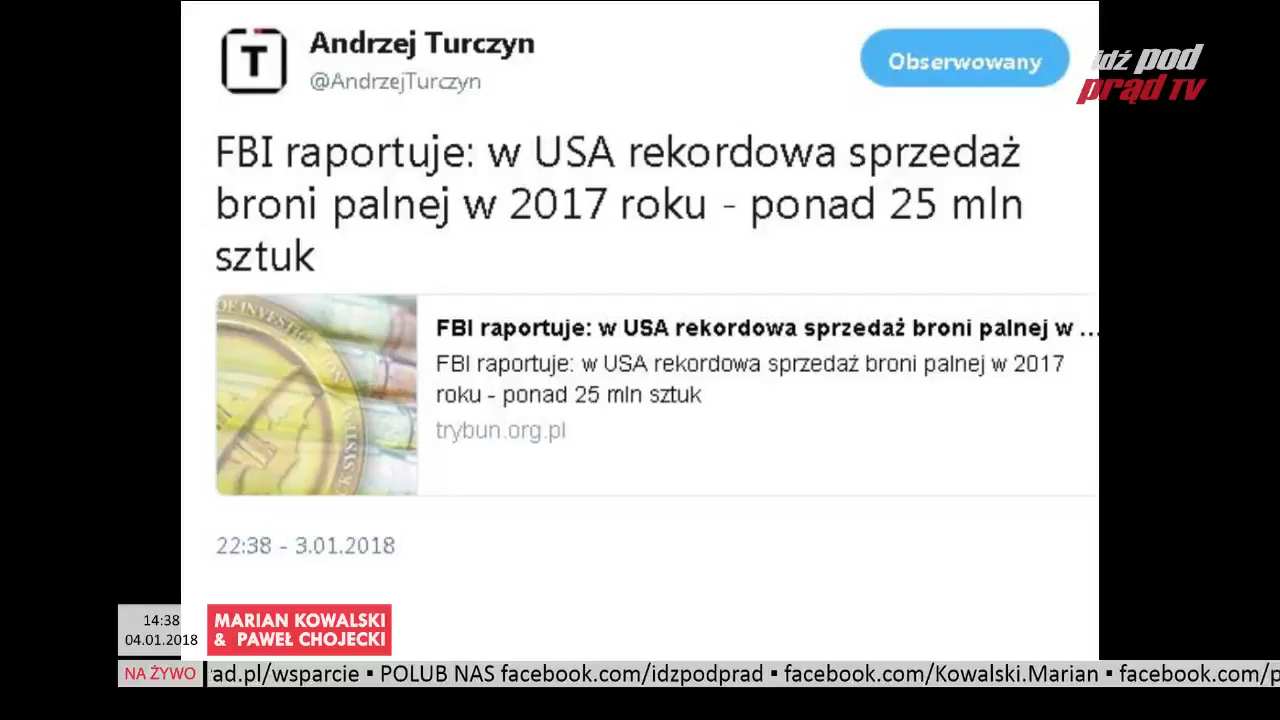 Andrzej Turczyn
@AndrzejTurczyn
Obserwowany
idź pod
prąd TV
FBI raportuje: w USA rekordowa sprzedaż
broni palnej w 2017 roku - ponad 25 mln
sztuk
FBI raportuje: w USA rekordowa sprzedaż broni palnej w ...
FBI raportuje: w USA rekordowa sprzedaż broni palnej w 2017
roku - ponad 25 mln sztuk
trybun.org.pl
22:38 - 3.01.2018
14:38
04.01.2018
MARIAN KOWALSKI
& PAWEŁ CHOJECKI
NA ŻYWO
rad.pl/wsparcie ▪ POLUB NAS facebook.com/idzpodprad ▪ facebook.com/Kowalski.Marian ▪ facebook.com/p